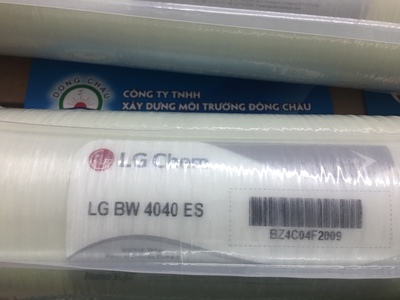 ĐÔNG CHÂU
CÔNG TY TNHH
XÂY DỰNG MÔI TRƯỜNG ĐÔNG CHÂU
LG Chem
LG BW 4040 ES
BZ4C04F2009